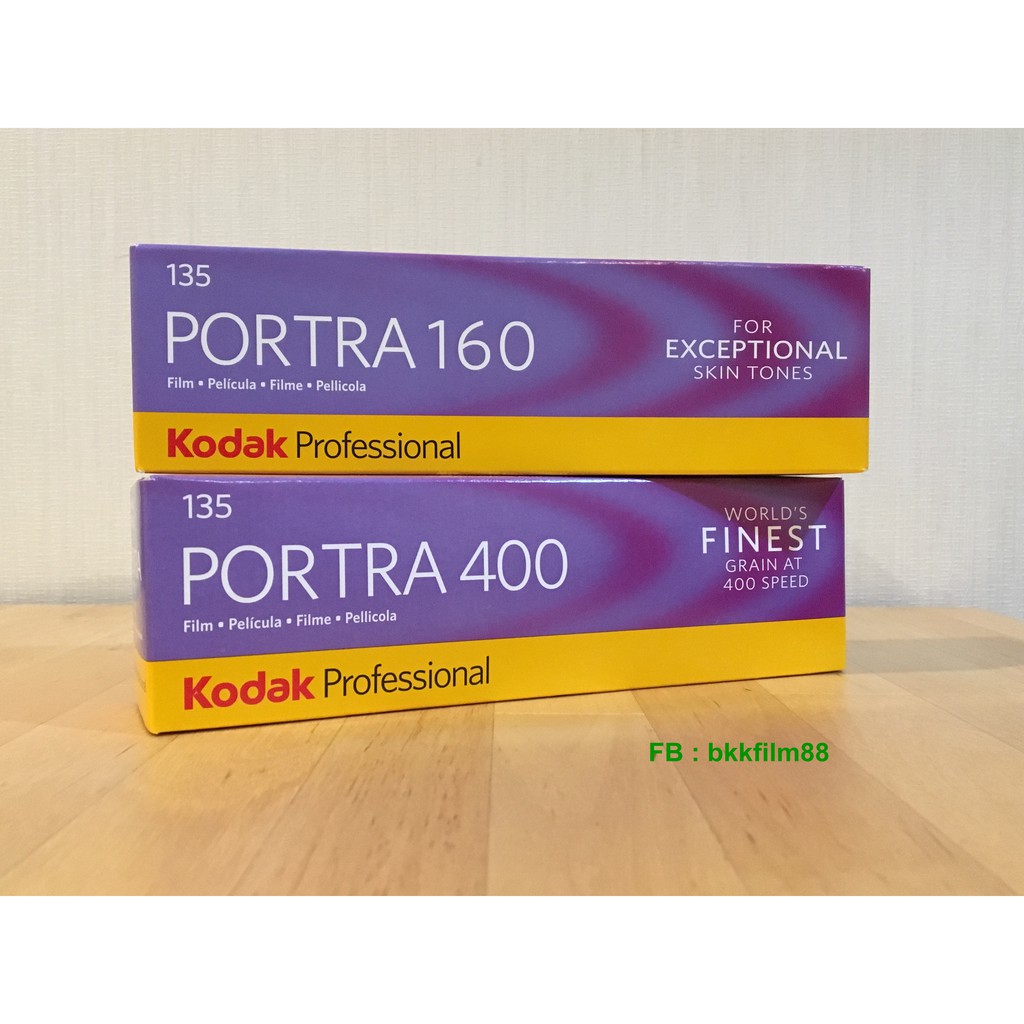 135
PORTRA 160
Film ▪ Película ▪ Filme ▪ Pellicola
FOR
EXCEPTIONAL
SKIN TONES
Kodak Professional
135
PORTRA 400
Film ▪ Película ▪ Filme ▪ Pellicola
WORLD'S
FINEST
GRAIN AT
400 SPEED
Kodak Professional
FB : bkkfilm88